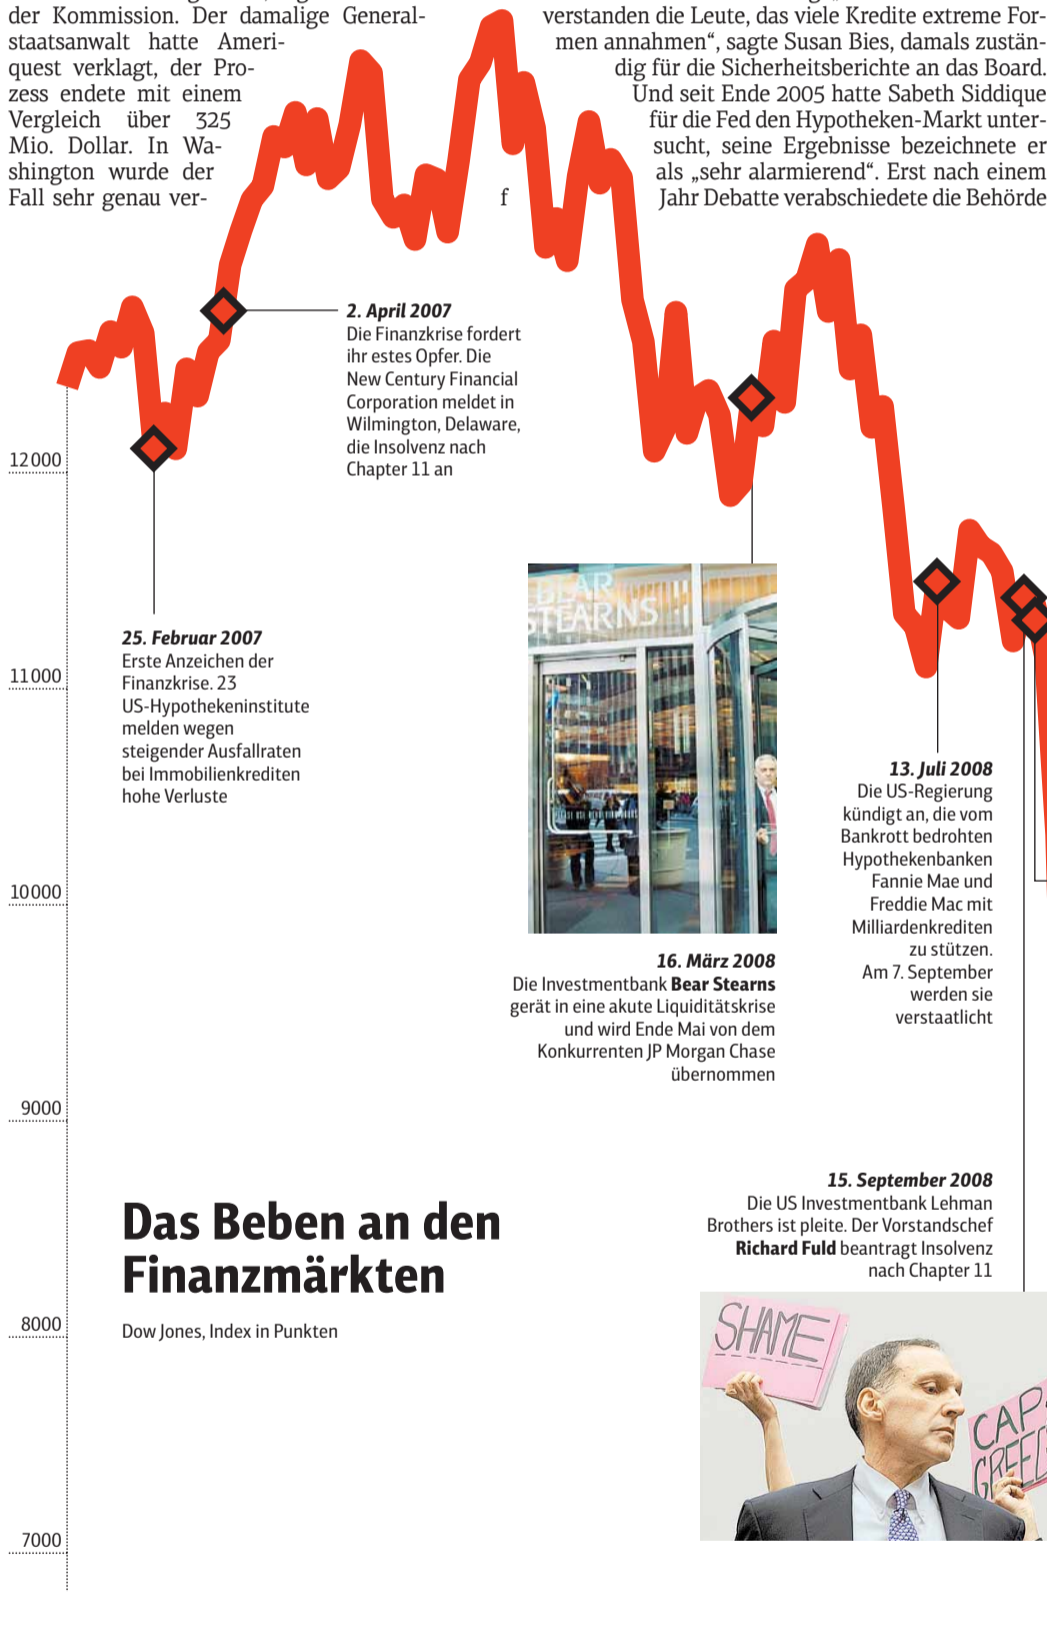 der Kommission. Der damalige General-
staatsanwalt hatte Ameri-
quest verklagt, der Pro-
zess endete mit einem
Vergleich über 325
Mio. Dollar. In Wa-
shington wurde der
Fall sehr genau ver-
f
verstanden die Leute, das viele Kredite extreme For-
men annahmen“, sagte Susan Bies, damals zustän-
dig für die Sicherheitsberichte an das Board.
Und seit Ende 2005 hatte Sabeth Siddique
für die Fed den Hypotheken-Markt unter-
sucht, seine Ergebnisse bezeichnete er
als „sehr alarmierend“. Erst nach einem
Jahr Debatte verabschiedete die Behörde
2. April 2007
Die Finanzkrise fordert
ihr estes Opfer. Die
New Century Financial
Corporation meldet in
Wilmington, Delaware,
die Insolvenz nach
Chapter 11 an
12000
11000
10000
9000
8000
7000
25. Februar 2007
Erste Anzeichen der
Finanzkrise. 23
US-Hypothekeninstitute
melden wegen
steigender Ausfallraten
bei Immobilienkrediten
hohe Verluste
BEAR
STEARNS
16. März 2008
Die Investmentbank Bear Stearns
gerät in eine akute Liquiditätskrise
und wird Ende Mai von dem
Konkurrenten JP Morgan Chase
übernommen
13. Juli 2008
Die US-Regierung
kündigt an, die vom
Bankrott bedrohten
Hypothekenbanken
Fannie Mae und
Freddie Mac mit
Milliardenkrediten
zu stützen.
Am 7. September
werden sie
verstaatlicht
15. September 2008
Die US Investmentbank Lehman
Brothers ist pleite. Der Vorstandschef
Richard Fuld beantragt Insolvenz
nach Chapter 11
SHAME
CAP
GREED
Das Beben an den
Finanzmärkten
Dow Jones, Index in Punkten